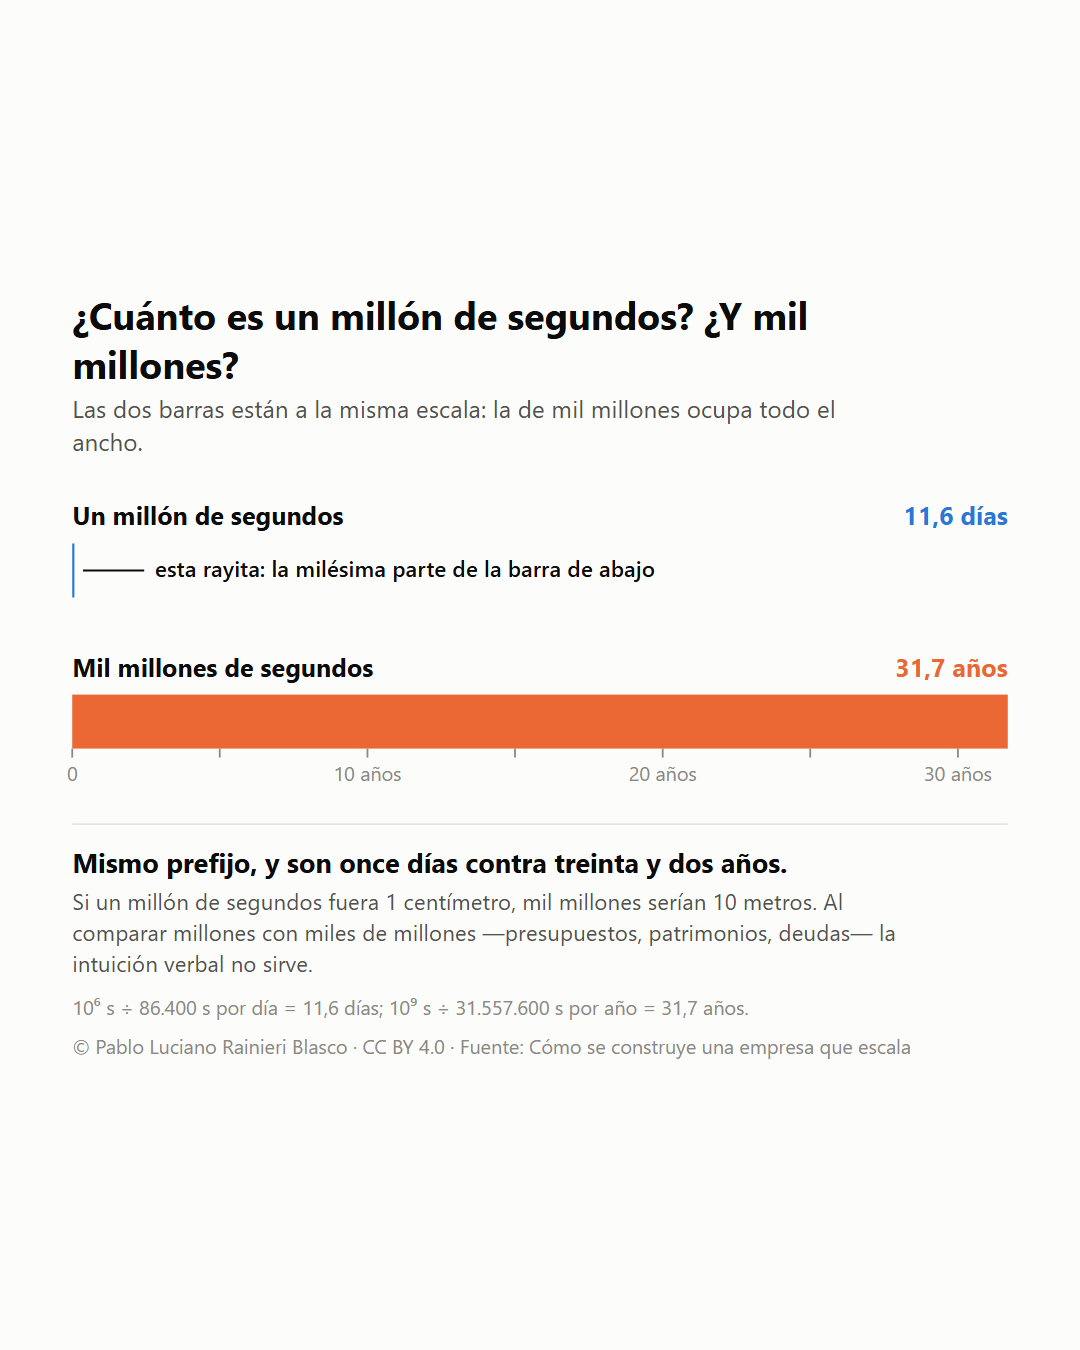 ¿Cuánto es un millón de segundos? ¿Y mil
millones?
Las dos barras están a la misma escala: la de mil millones ocupa todo el
ancho.
Un millón de segundos
11,6 días
esta rayita: la milésima parte de la barra de abajo
Mil millones de segundos
31,7 años
0
10 años
20 años
30 años
Mismo prefijo, y son once días contra treinta y dos años.
Si un millón de segundos fuera 1 centímetro, mil millones serían 10 metros. Al
comparar millones con miles de millones —presupuestos, patrimonios, deudas— la
intuición verbal no sirve.
10⁶ s ÷ 86.400 s por día = 11,6 días; 10⁹ s ÷ 31.557.600 s por año = 31,7 años.
© Pablo Luciano Rainieri Blasco · CC BY 4.0 · Fuente: Cómo se construye una empresa que escala